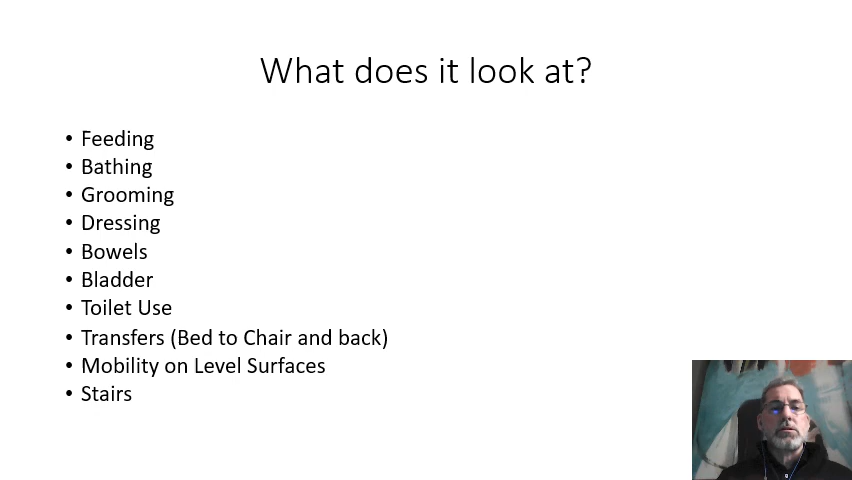 What does it look at?
• Feeding
• Bathing
• Grooming
• Dressing
• Bowels
• Bladder
• Toilet Use
• Transfers (Bed to Chair and back)
• Mobility on Level Surfaces
• Stairs